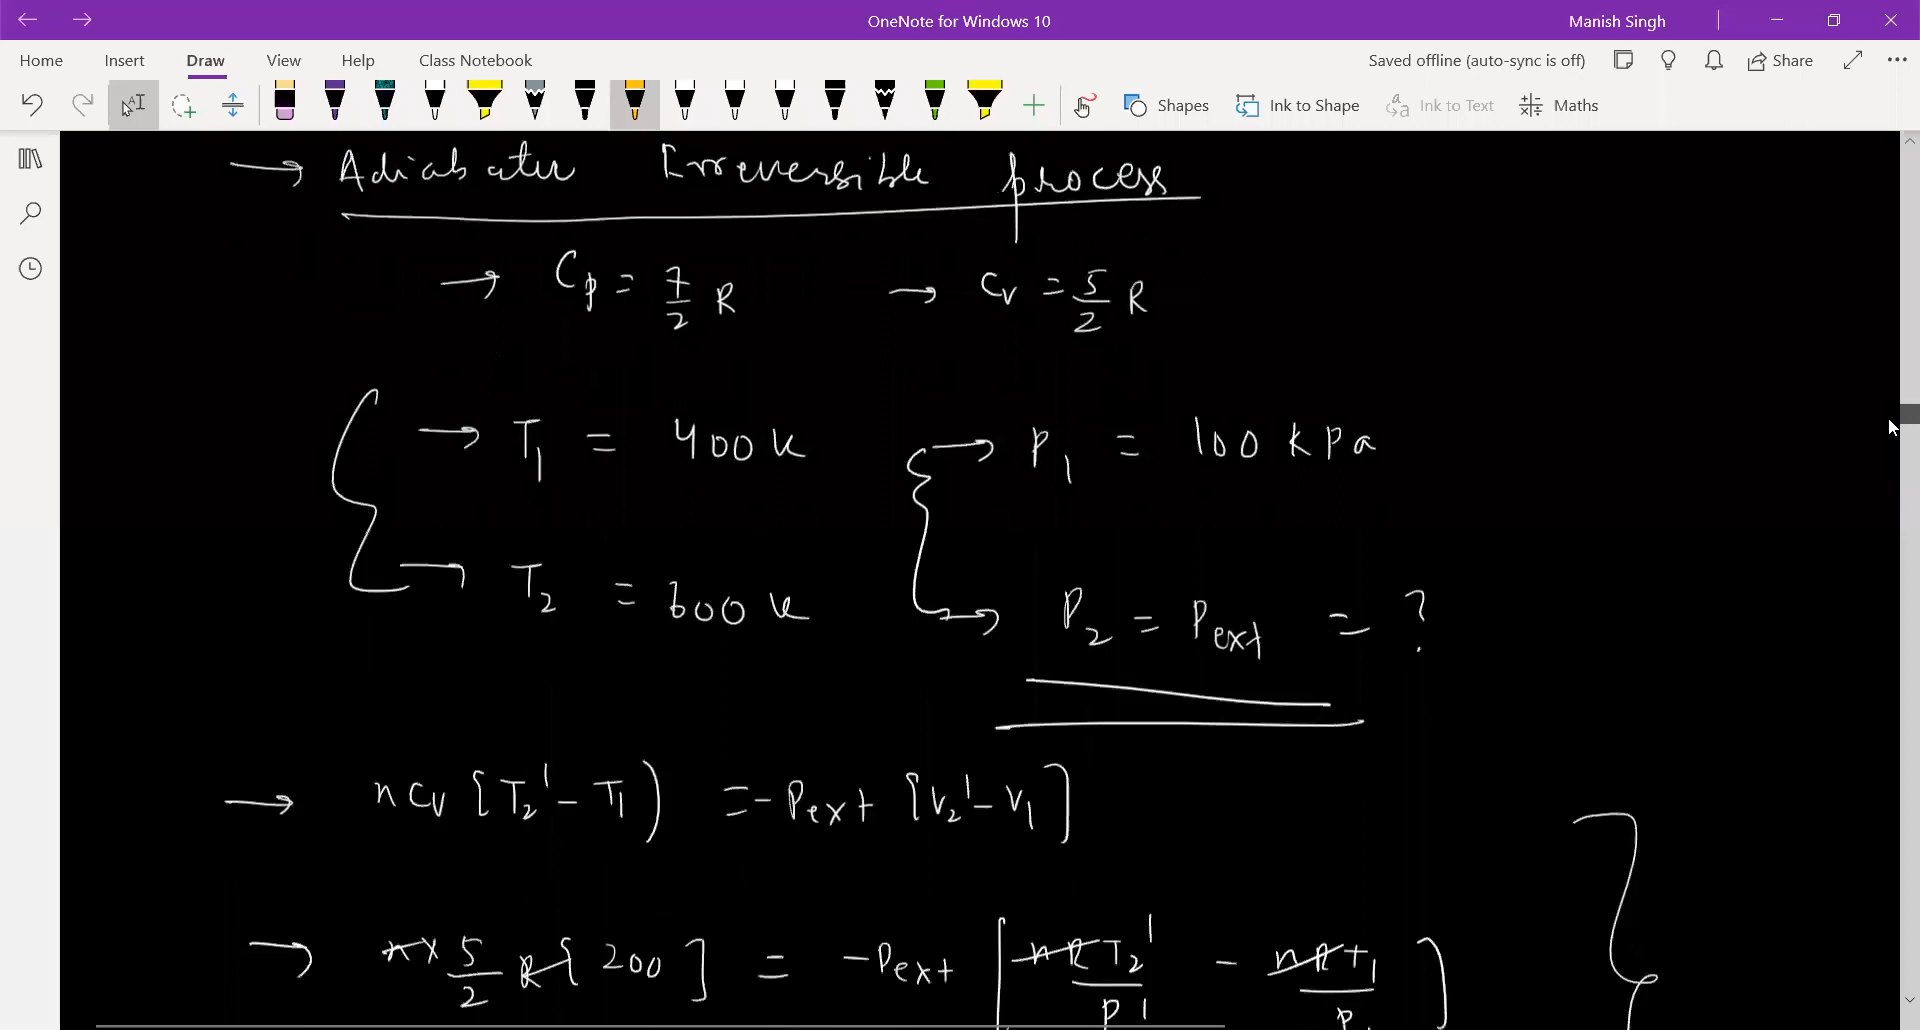 OneNote for Windows 10 Manish Singh
Home Insert Draw View Help Class Notebook Saved offline (auto-sync is off) Share
Shapes Ink to Shape Ink to Text Maths
→ Adiabatic Irreversible process
→ Cp = 7/2 R → Cv = 5/2 R
→ T1 = 400 K → P1 = 100 kPa
→ T2 = 600 K → P2 = Pext = ?
→ nCv [T2' - T1) = -Pext [V2' - V1]
→ n × 5/2 R [200] = -Pext [nRT2'/P' - nRT1/P